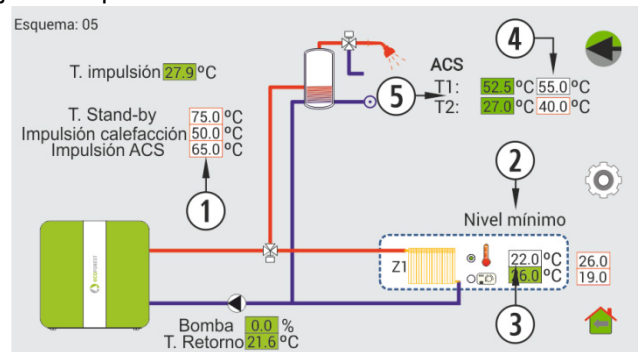 Esquema: 05
T. impulsión 27.9 ºC
T. Stand-by 75.0 ºC
Impulsión calefacción 50.0 ºC
Impulsión ACS 65.0 ºC
1
ACS
T1: 52.5 ºC 55.0 ºC
T2: 27.0 ºC 40.0 ºC
4
5
2
Nivel mínimo
Z1
22.0 ºC 26.0
26.0 ºC 19.0
3
ecoforest
Bomba 0.0 %
T. Retorno 21.6 ºC